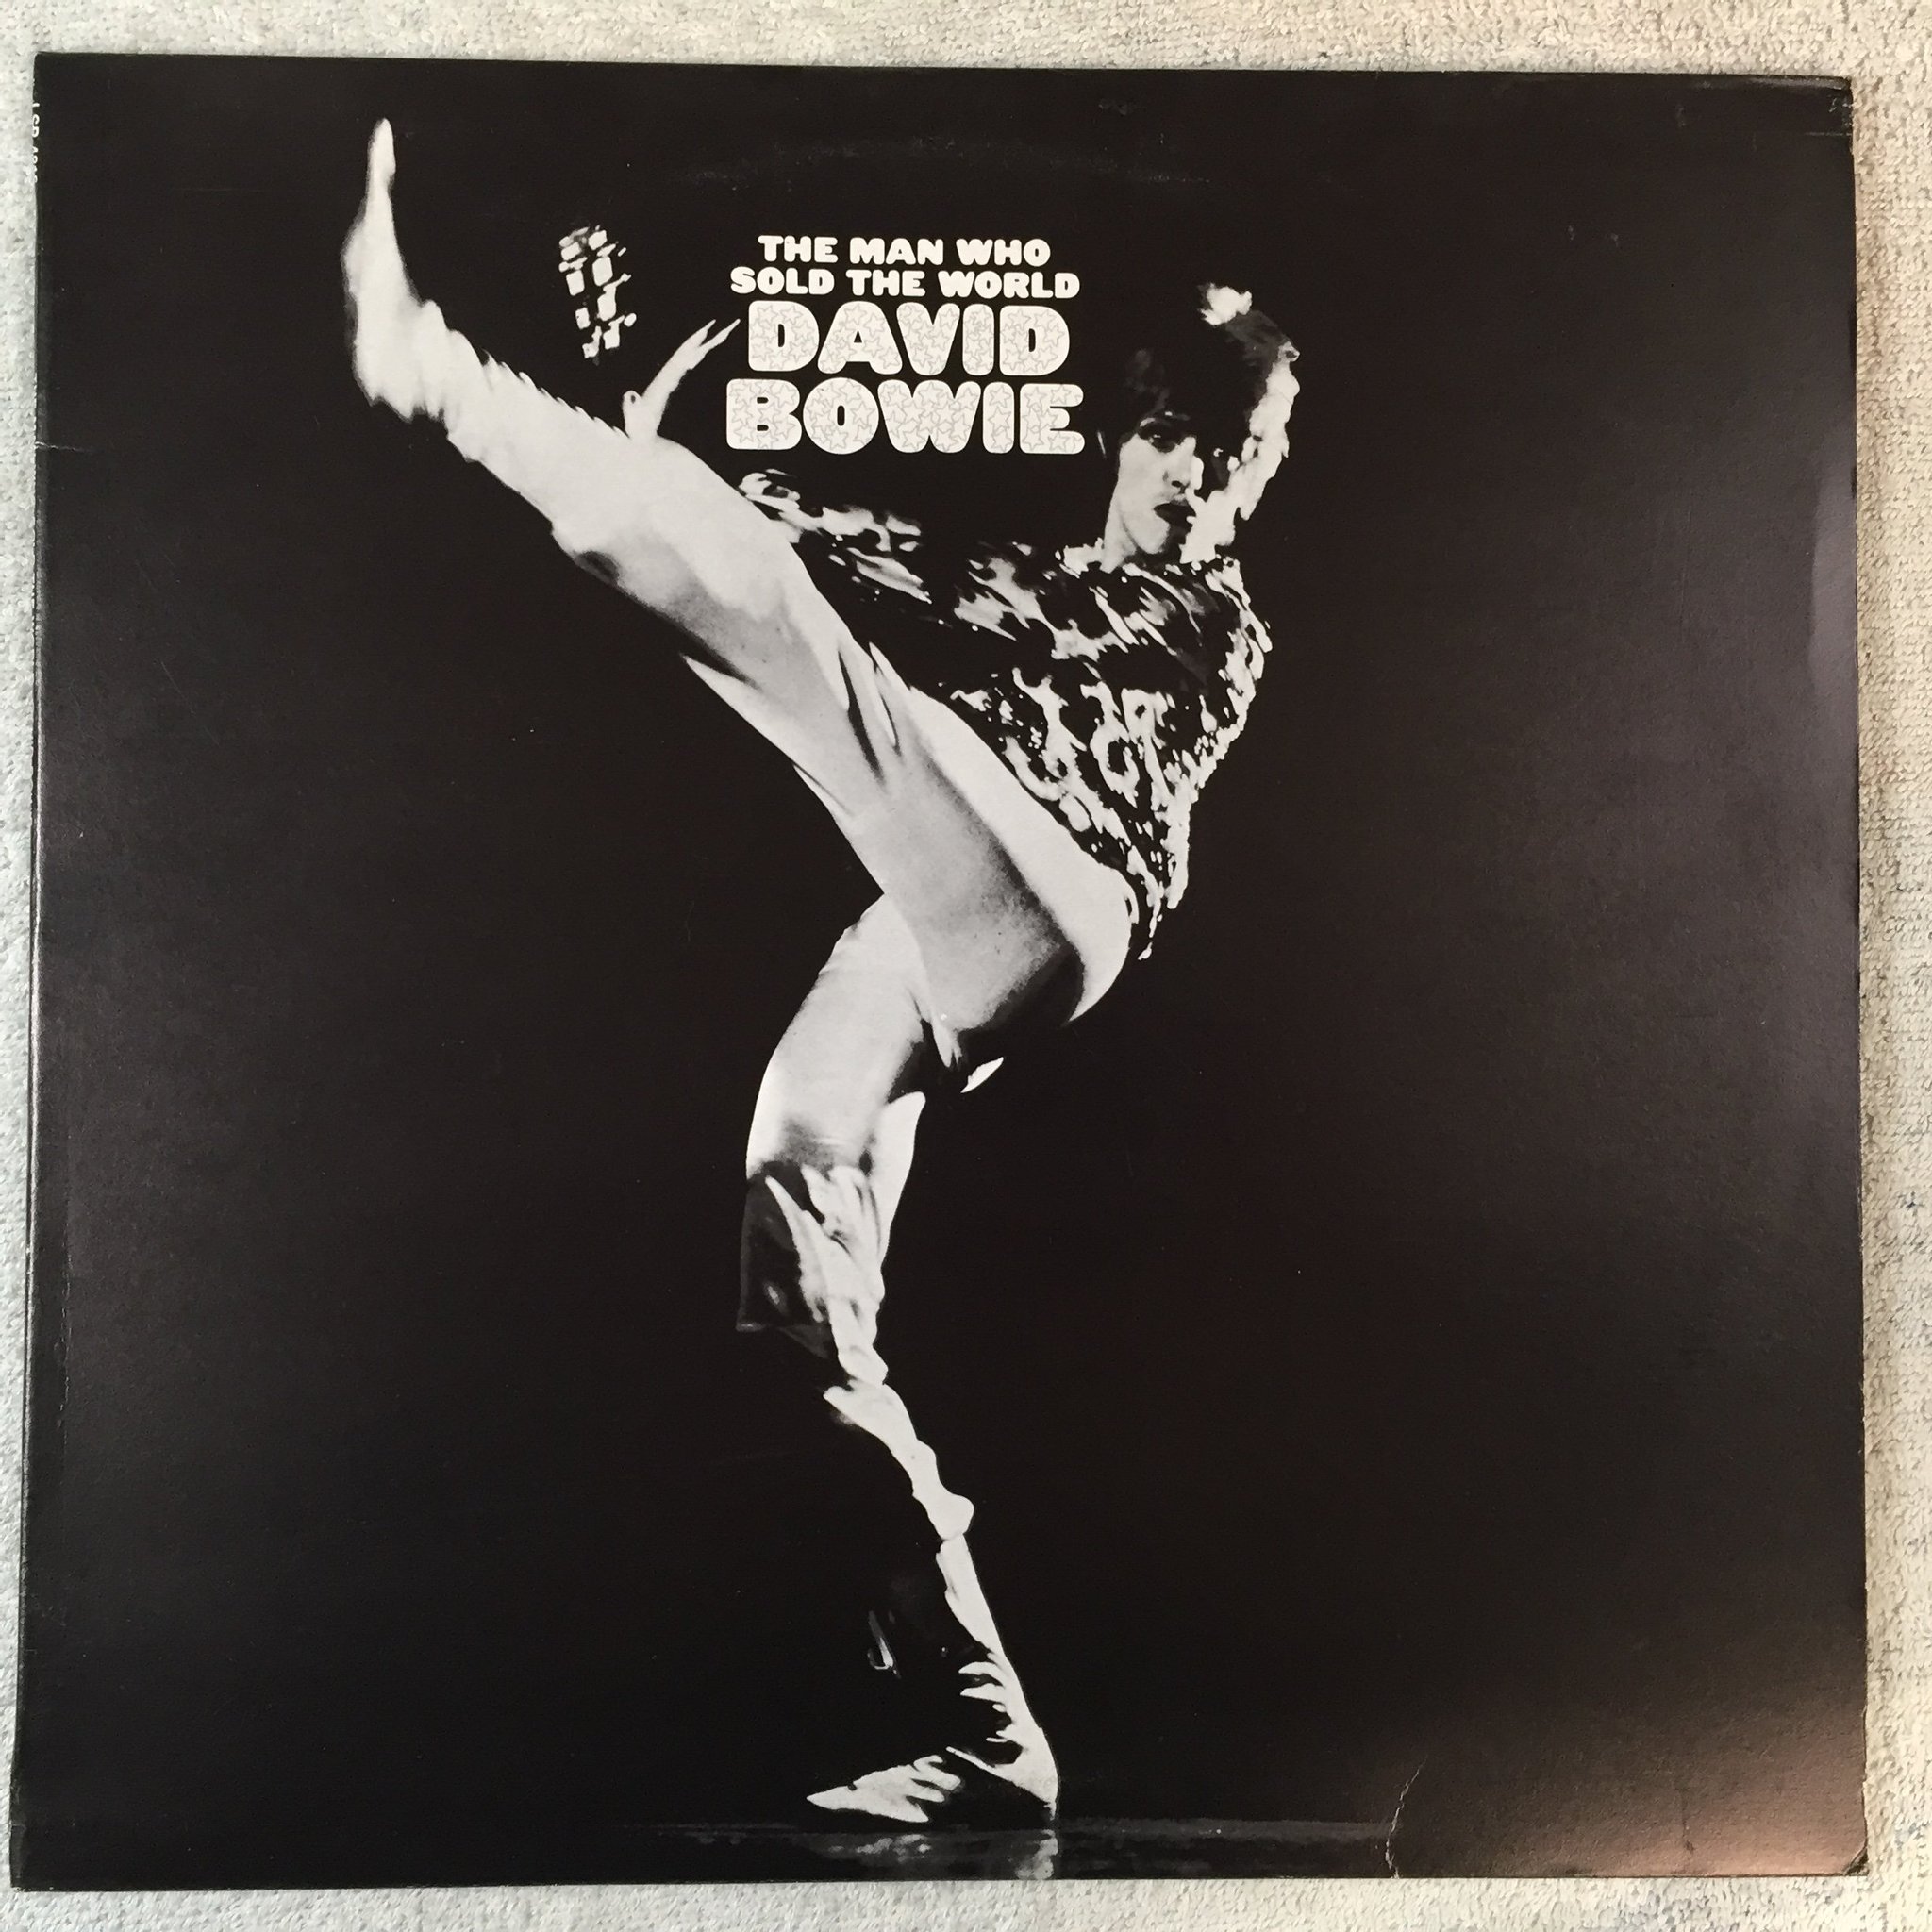 THE MAN WHO
SOLD THE WORLD
DAVID
BOWIE